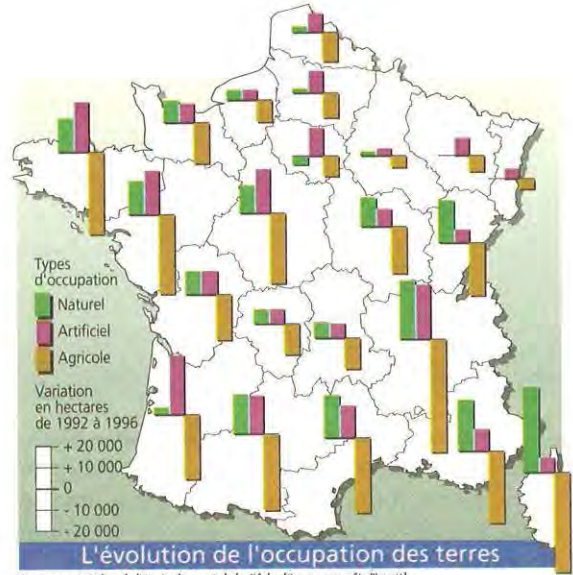 Types
d'occupation
Naturel
Artificiel
Agricole
Variation
en hectares
de 1992 à 1996
+ 20 000
+ 10 000
0
- 10 000
- 20 000
L'évolution de l'occupation des terres